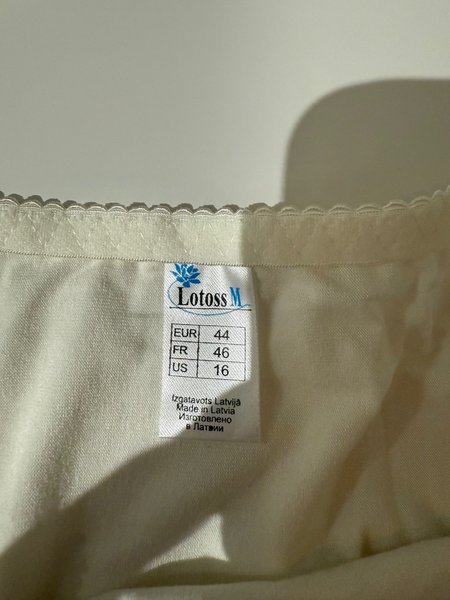 Lotoss M
EUR 44
FR 46
US 16
Izgatavots Latvijā
Made in Latvia
Изготовлено
в Латвии